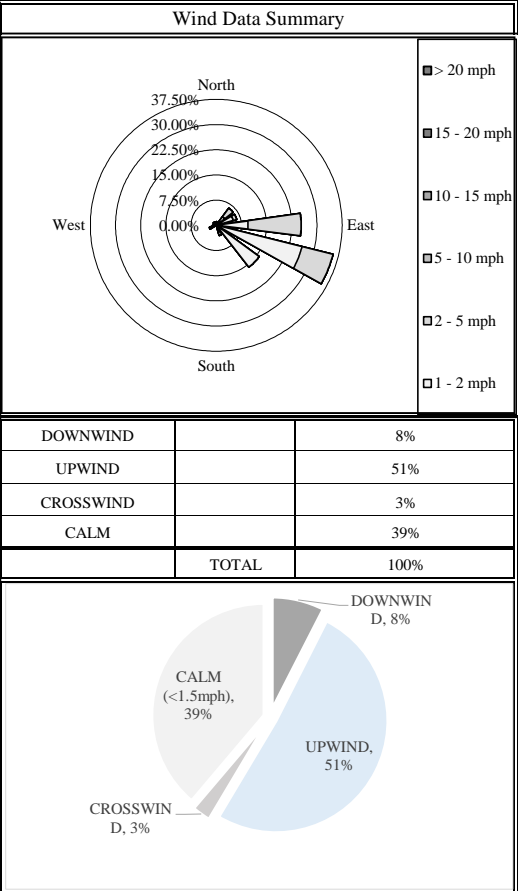 Wind Data Summary
North
37.50%
30.00%
22.50%
15.00%
7.50%
0.00%
West
East
South
> 20 mph
15 - 20 mph
10 - 15 mph
5 - 10 mph
2 - 5 mph
1 - 2 mph
DOWNWIND 8%
UPWIND 51%
CROSSWIND 3%
CALM 39%
TOTAL 100%
DOWNWIN
D, 8%
CALM
(<1.5mph),
39%
UPWIND,
51%
CROSSWIN
D, 3%